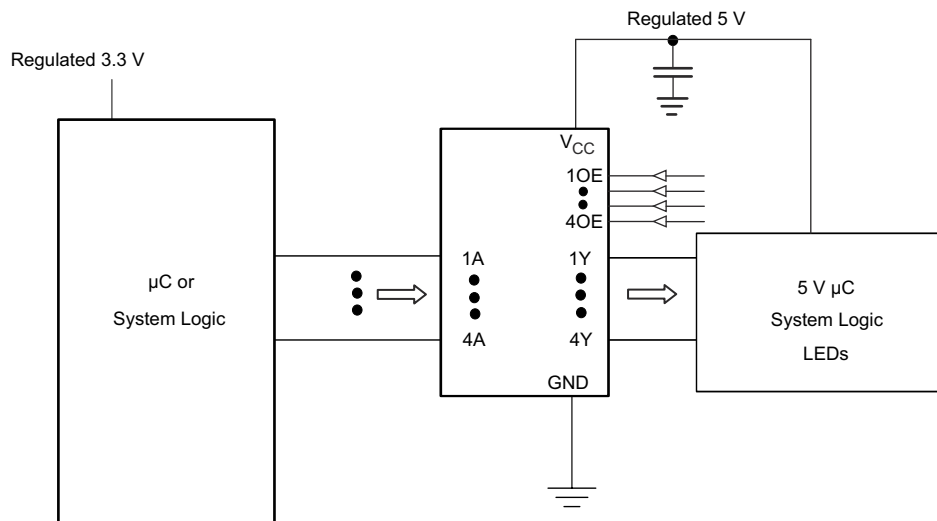 Regulated 5 V
Regulated 3.3 V
VCC
1OE
4OE
1A
1Y
4A
4Y
GND
µC or
System Logic
5 V µC
System Logic
LEDs